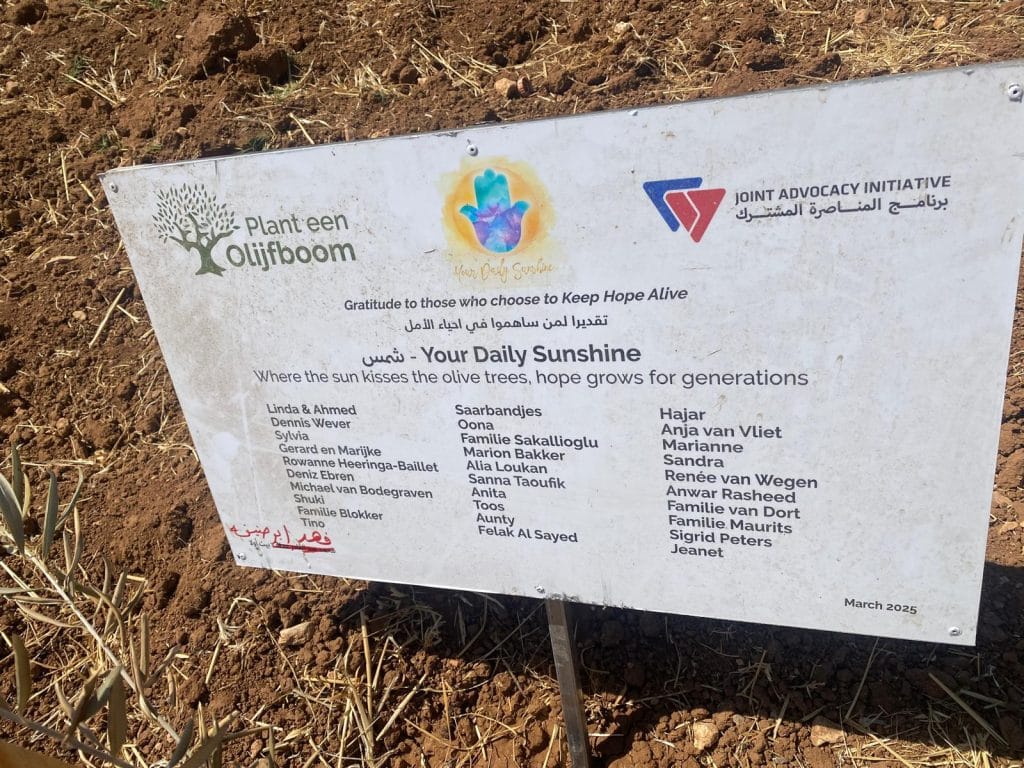 Plant een
Olijfboom
Your Daily Sunshine
JOINT ADVOCACY INITIATIVE
برنامج المناصرة المشترك
Gratitude to those who choose to Keep Hope Alive
تقديرا لمن ساهموا في احياء الأمل
شمس - Your Daily Sunshine
Where the sun kisses the olive trees, hope grows for generations
Linda & Ahmed
Dennis Wever
Sylvia
Gerard en Marijke
Rowanne Heeringa-Baillet
Deniz Ebren
Michael van Bodegraven
Shuki
Familie Blokker
Tino
Saarbandjes
Oona
Familie Sakallioglu
Marion Bakker
Alia Loukan
Sanna Taoufik
Anita
Toos
Aunty
Felak Al Sayed
Hajar
Anja van Vliet
Marianne
Sandra
Renée van Wegen
Anwar Rasheed
Familie van Dort
Familie Maurits
Sigrid Peters
Jeanet
فهد
March 2025